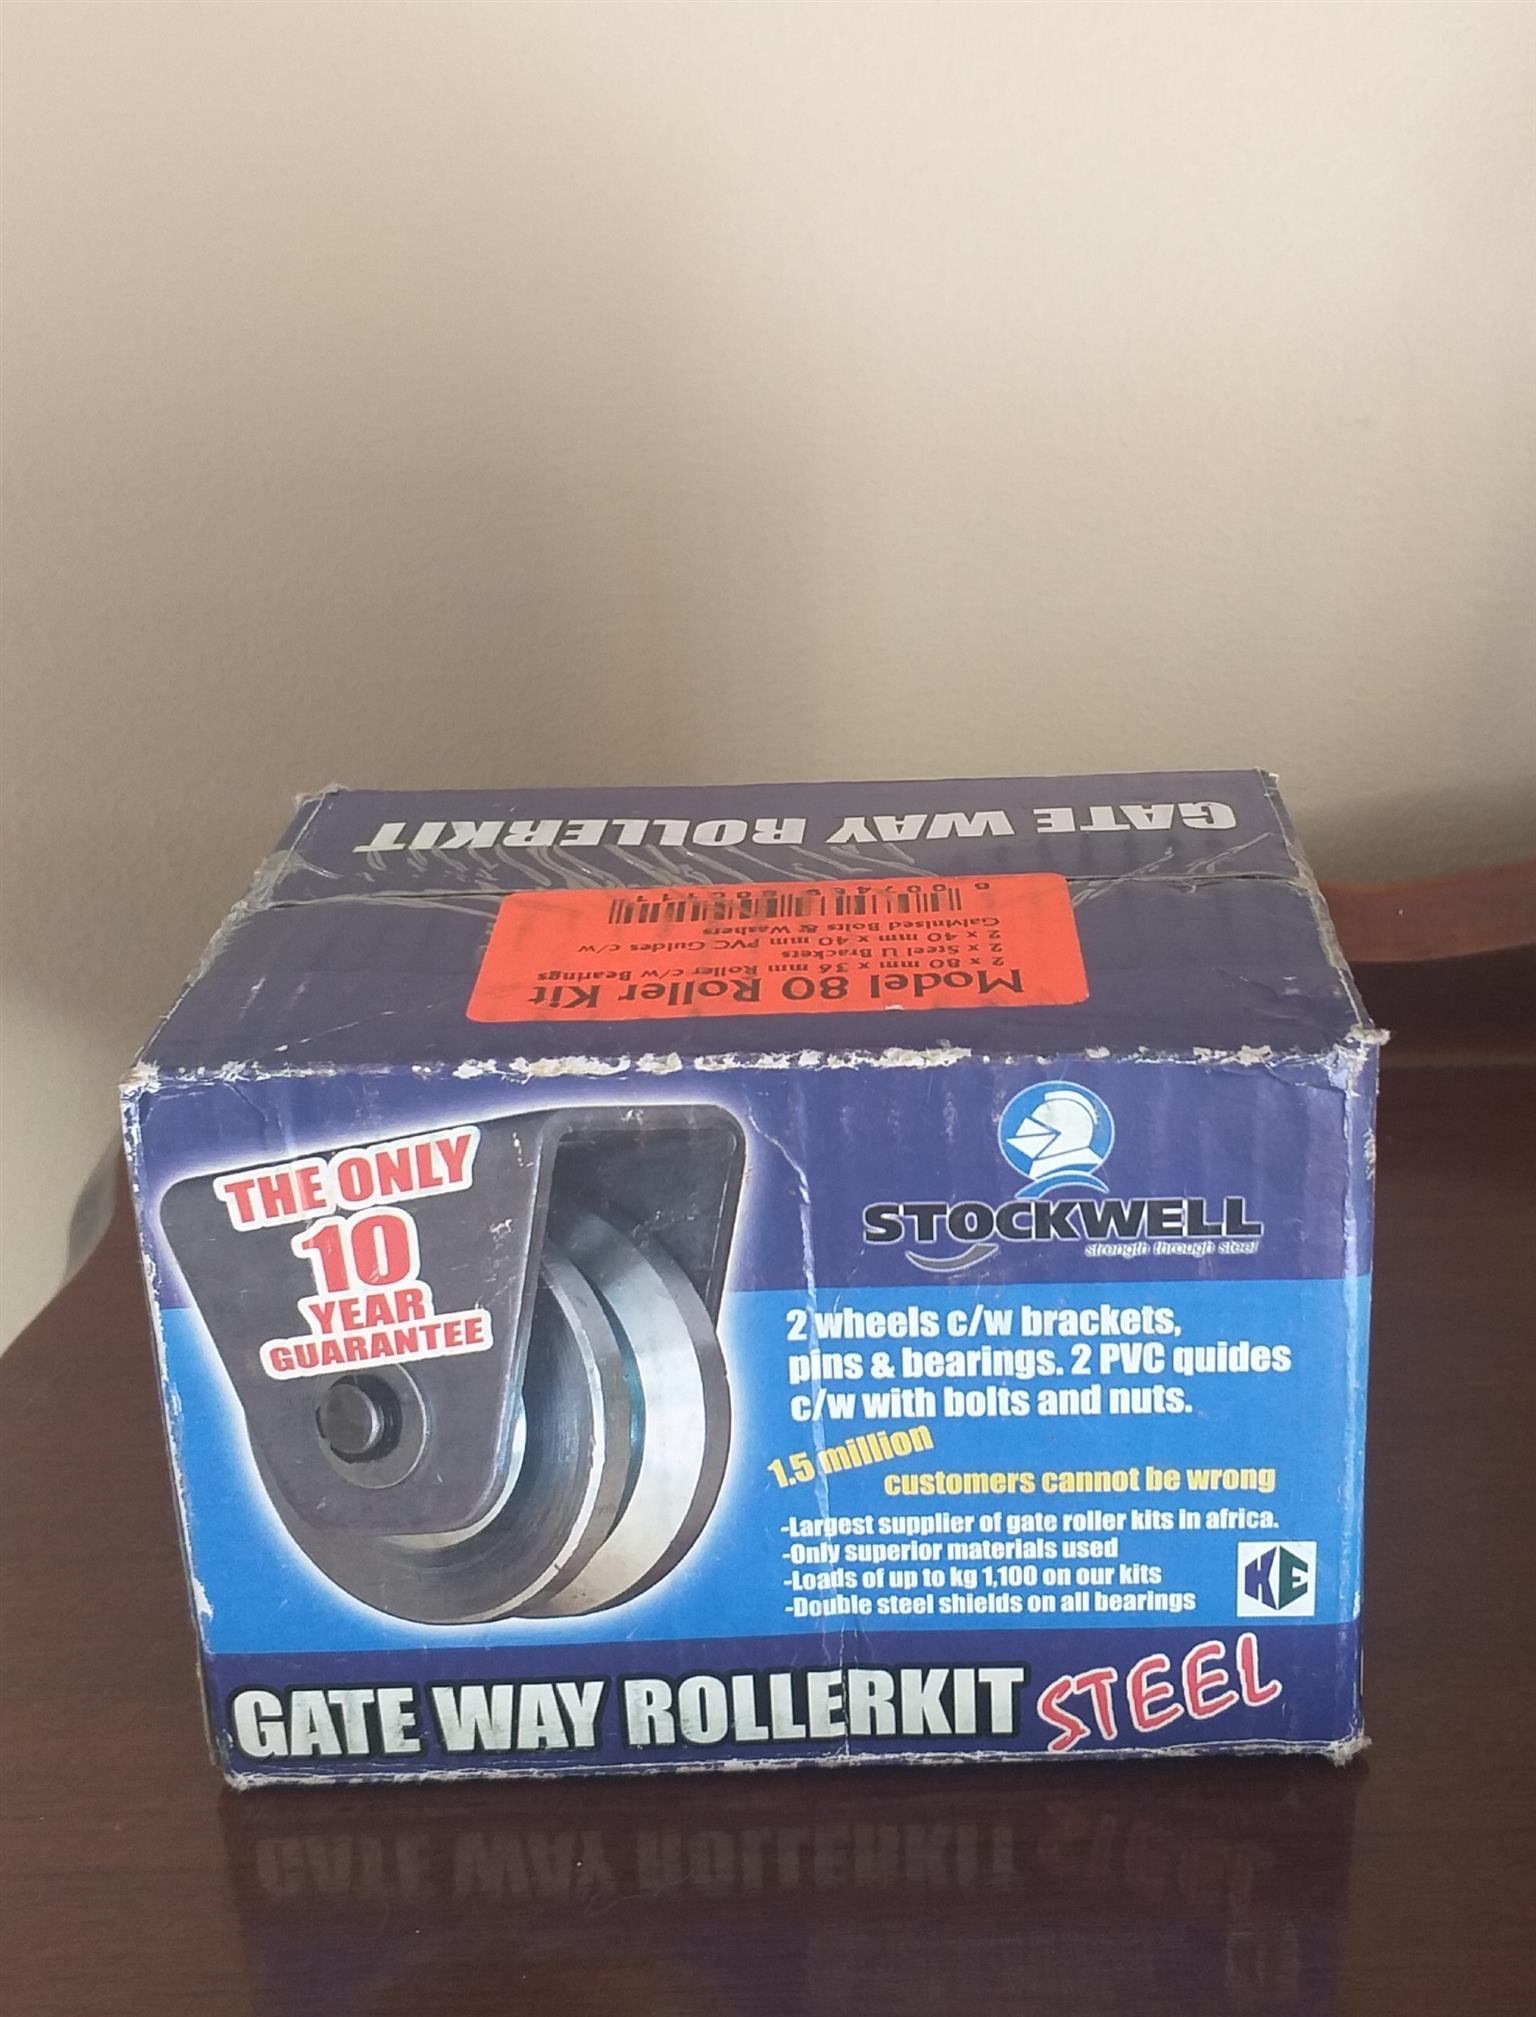 GATE WAY ROLLERKIT
Model 80 Roller Kit
2 x 80 mm x 36 mm Roller c/w Bearings
2 x Steel U Brackets
2 x 40 mm x 40 mm PVC Guides c/w
Galvinised Bolts & Washers
THE ONLY
10
YEAR
GUARANTEE
STOCKWELL
strength through steel
2 wheels c/w brackets,
pins & bearings. 2 PVC quides
c/w with bolts and nuts.
1.5 million
customers cannot be wrong
-Largest supplier of gate roller kits in africa.
-Only superior materials used
-Loads of up to kg 1,100 on our kits
-Double steel shields on all bearings
KE
GATE WAY ROLLERKIT STEEL